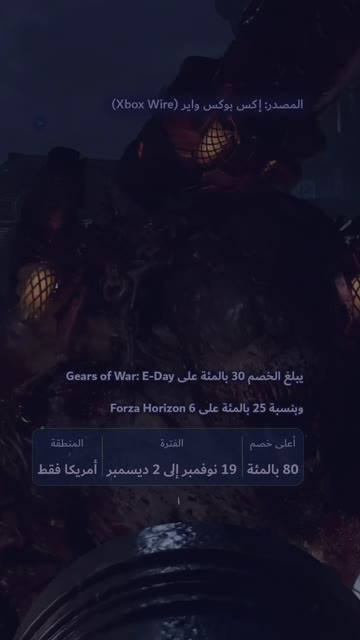 المصدر: إكس بوكس واير (Xbox Wire)
يبلغ الخصم 30 بالمئة على Gears of War: E-Day
وبنسبة 25 بالمئة على Forza Horizon 6
أعلى خصم الفترة المنطقة
80 بالمئة 19 نوفمبر إلى 2 ديسمبر أمريكا فقط